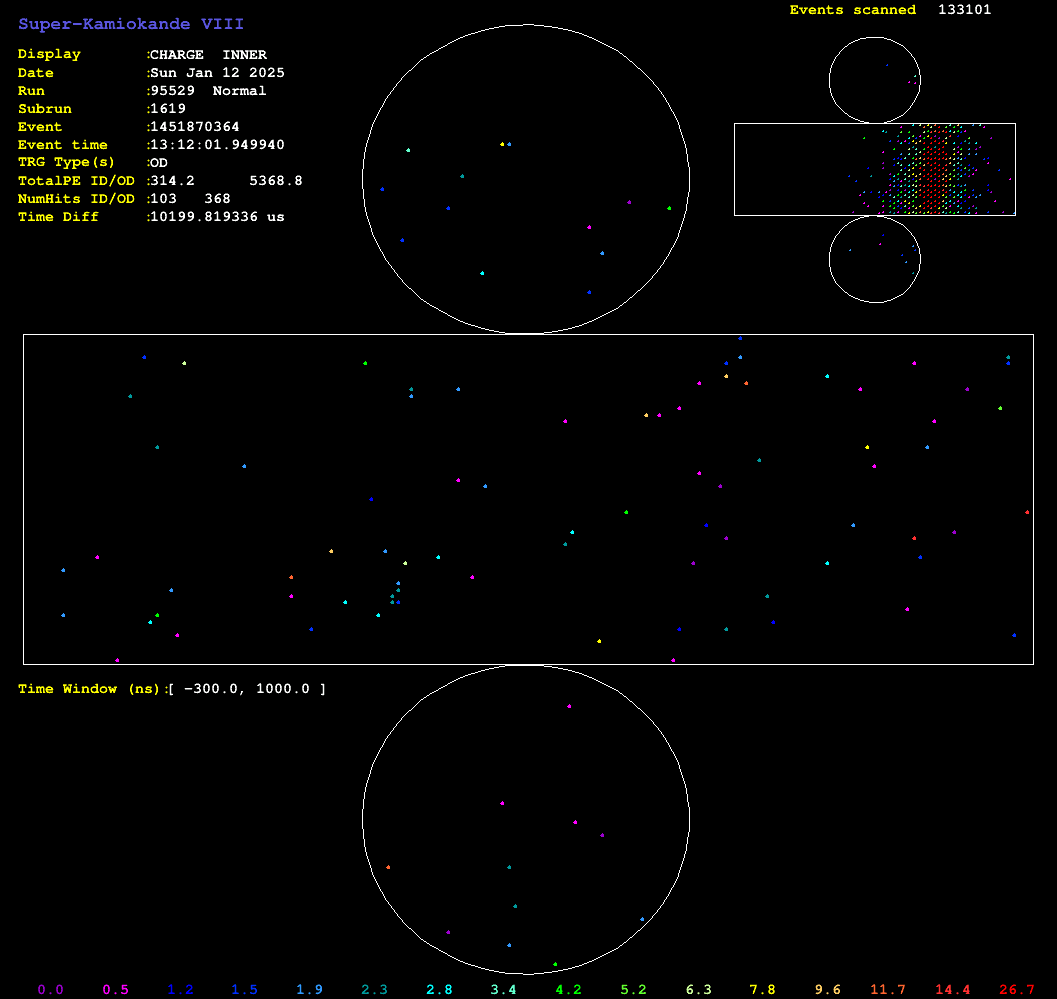 Super-Kamiokande VIII
Events scanned 133101
Display :CHARGE INNER
Date :Sun Jan 12 2025
Run :95529 Normal
Subrun :1619
Event :1451870364
Event time :13:12:01.949940
TRG Type(s) :OD
TotalPE ID/OD :314.2 5368.8
NumHits ID/OD :103 368
Time Diff :10199.819336 us
Time Window (ns):[ -300.0, 1000.0 ]
0.0 0.5 1.2 1.5 1.9 2.3 2.8 3.4 4.2 5.2 6.3 7.8 9.6 11.7 14.4 26.7